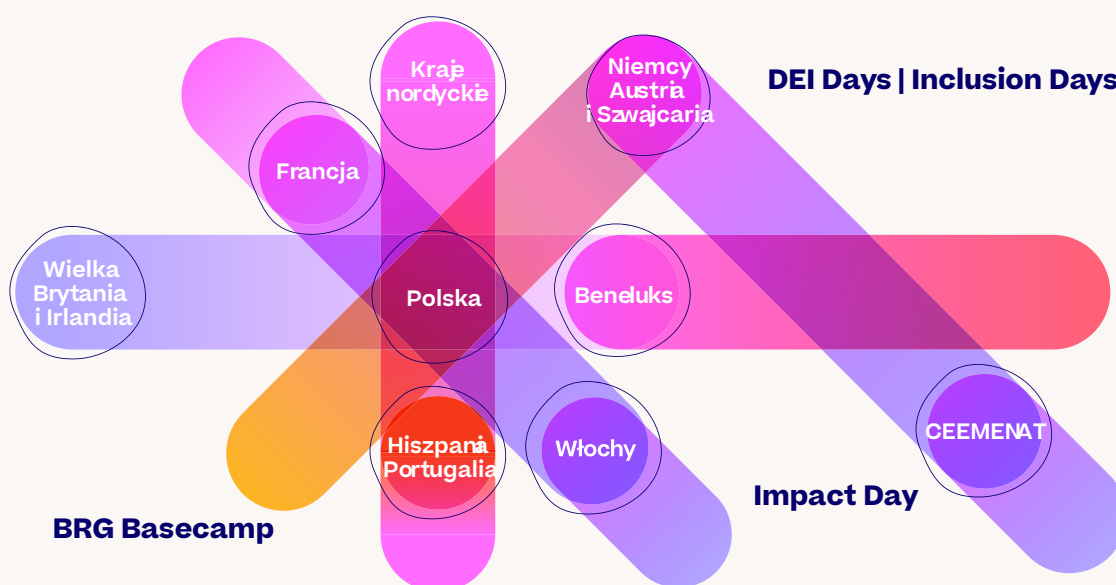 Kraje
nordyckie
Niemcy
Austria
i Szwajcaria
DEI Days | Inclusion Days
Francja
Wielka
Brytania
i Irlandia
Polska
Beneluks
Hiszpania
Portugalia
Włochy
CEEMENAT
Impact Day
BRG Basecamp